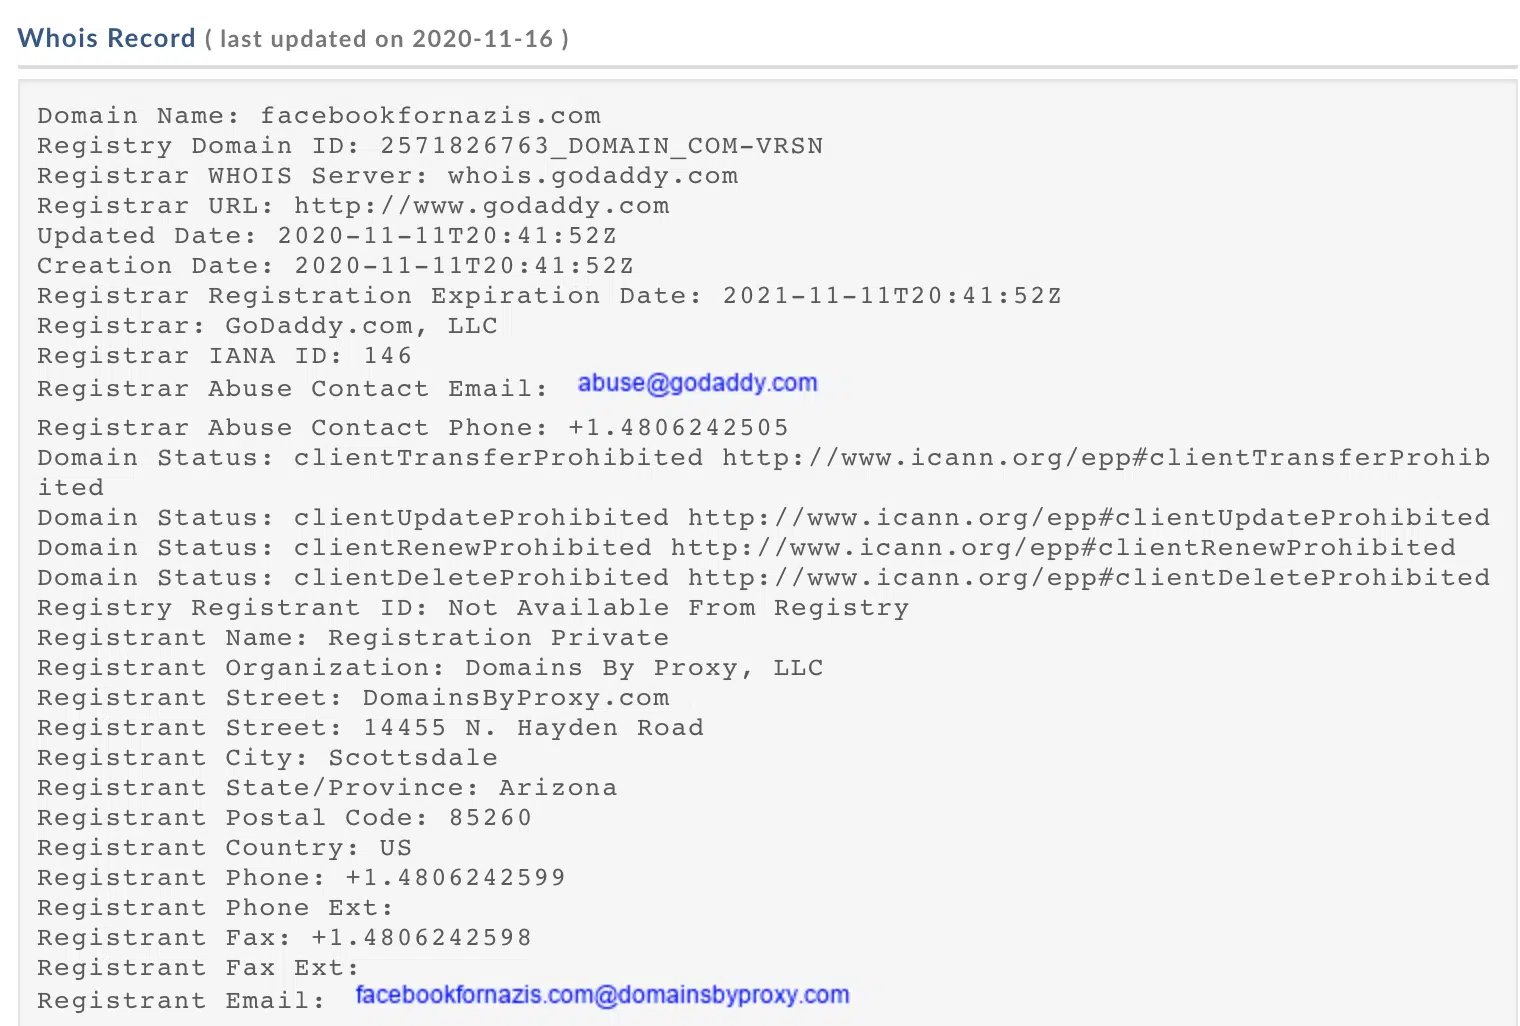 Whois Record ( last updated on 2020-11-16 )
Domain Name: facebookfornazis.com
Registry Domain ID: 2571826763_DOMAIN_COM-VRSN
Registrar WHOIS Server: whois.godaddy.com
Registrar URL: http://www.godaddy.com
Updated Date: 2020-11-11T20:41:52Z
Creation Date: 2020-11-11T20:41:52Z
Registrar Registration Expiration Date: 2021-11-11T20:41:52Z
Registrar: GoDaddy.com, LLC
Registrar IANA ID: 146
Registrar Abuse Contact Email: abuse@godaddy.com
Registrar Abuse Contact Phone: +1.4806242505
Domain Status: clientTransferProhibited http://www.icann.org/epp#clientTransferProhib
ited
Domain Status: clientUpdateProhibited http://www.icann.org/epp#clientUpdateProhibited
Domain Status: clientRenewProhibited http://www.icann.org/epp#clientRenewProhibited
Domain Status: clientDeleteProhibited http://www.icann.org/epp#clientDeleteProhibited
Registry Registrant ID: Not Available From Registry
Registrant Name: Registration Private
Registrant Organization: Domains By Proxy, LLC
Registrant Street: DomainsByProxy.com
Registrant Street: 14455 N. Hayden Road
Registrant City: Scottsdale
Registrant State/Province: Arizona
Registrant Postal Code: 85260
Registrant Country: US
Registrant Phone: +1.4806242599
Registrant Phone Ext:
Registrant Fax: +1.4806242598
Registrant Fax Ext:
Registrant Email: facebookfornazis.com@domainsbyproxy.com